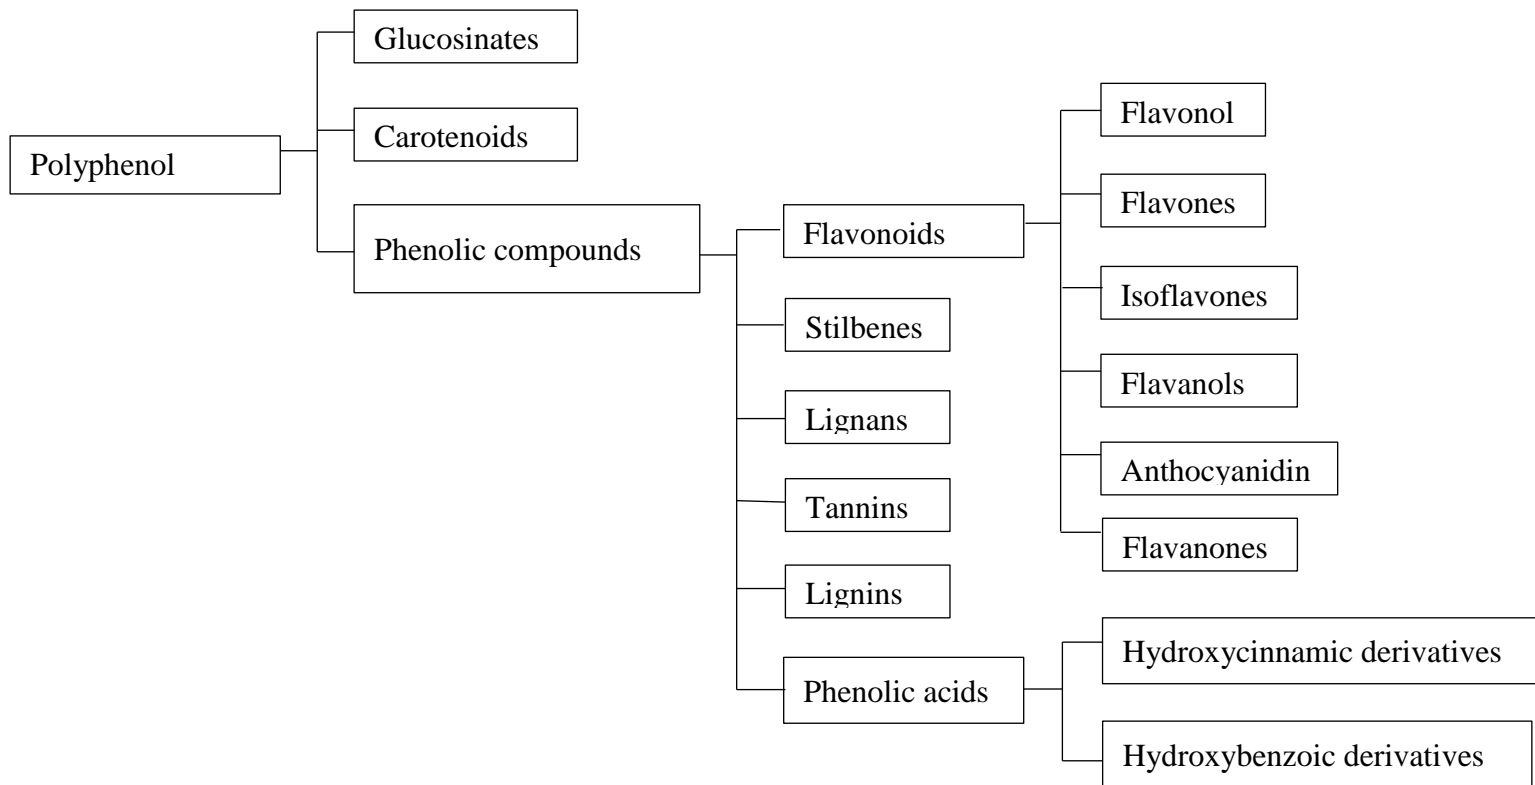 Polyphenol
Glucosinates
Carotenoids
Phenolic compounds
Flavonoids
Stilbenes
Lignans
Tannins
Lignins
Phenolic acids
Flavonol
Flavones
Isoflavones
Flavanols
Anthocyanidin
Flavanones
Hydroxycinnamic derivatives
Hydroxybenzoic derivatives